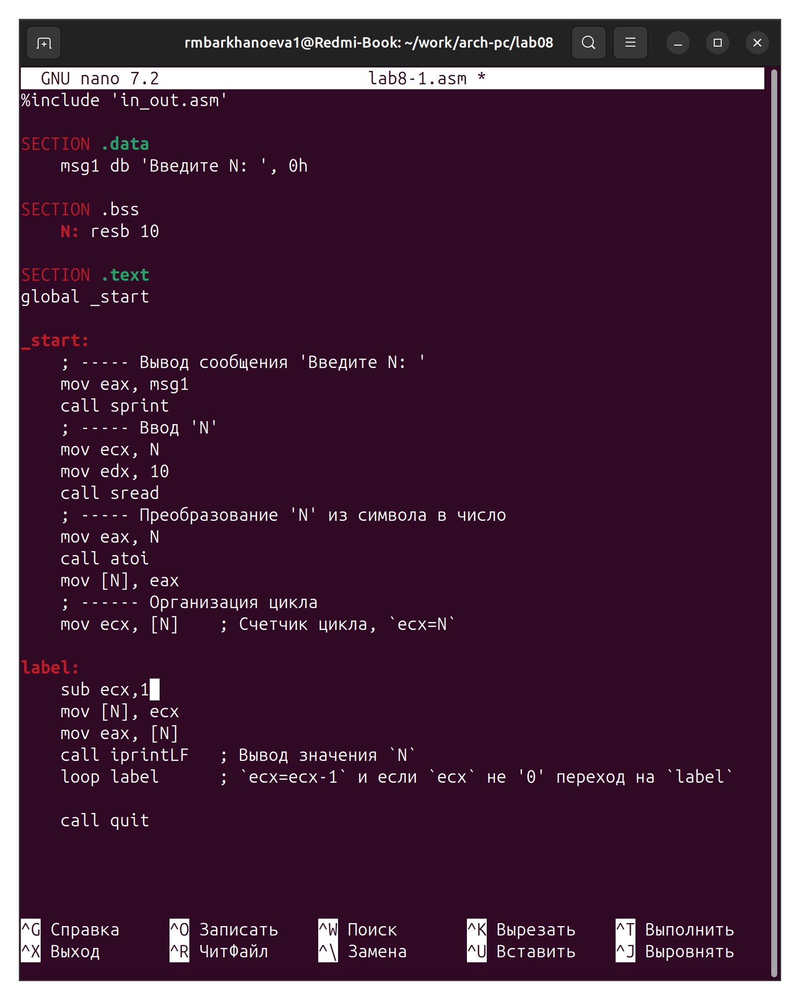 rmbarkhanoeva1@Redmi-Book: ~/work/arch-pc/lab08
GNU nano 7.2 lab8-1.asm *
%include 'in_out.asm'
SECTION .data
msg1 db 'Введите N: ', 0h
SECTION .bss
N: resb 10
SECTION .text
global _start
_start:
; ----- Вывод сообщения 'Введите N: '
mov eax, msg1
call sprint
; ----- Ввод 'N'
mov ecx, N
mov edx, 10
call sread
; ----- Преобразование 'N' из символа в число
mov eax, N
call atoi
mov [N], eax
; ------ Организация цикла
mov ecx, [N] ; Счетчик цикла, `ecx=N`
label:
sub ecx,1
mov [N], ecx
mov eax, [N]
call iprintLF ; Вывод значения `N`
loop label ; `ecx=ecx-1` и если `ecx` не '0' переход на `label`
call quit
^G Справка ^O Записать ^W Поиск ^K Вырезать ^T Выполнить
^X Выход ^R ЧитФайл ^\ Замена ^U Вставить ^J Выровнять